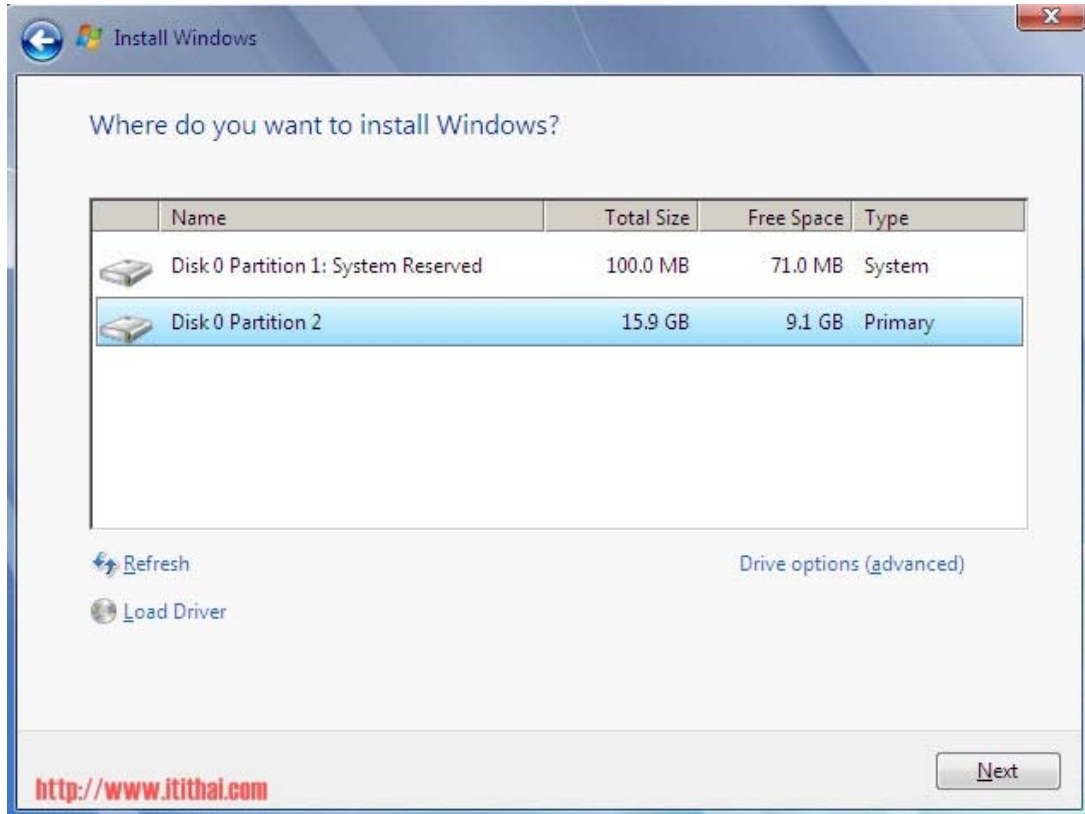 Install Windows
Where do you want to install Windows?
Name Total Size Free Space Type
Disk 0 Partition 1: System Reserved 100.0 MB 71.0 MB System
Disk 0 Partition 2 15.9 GB 9.1 GB Primary
Refresh Drive options (advanced)
Load Driver
Next
http://www.itithai.com